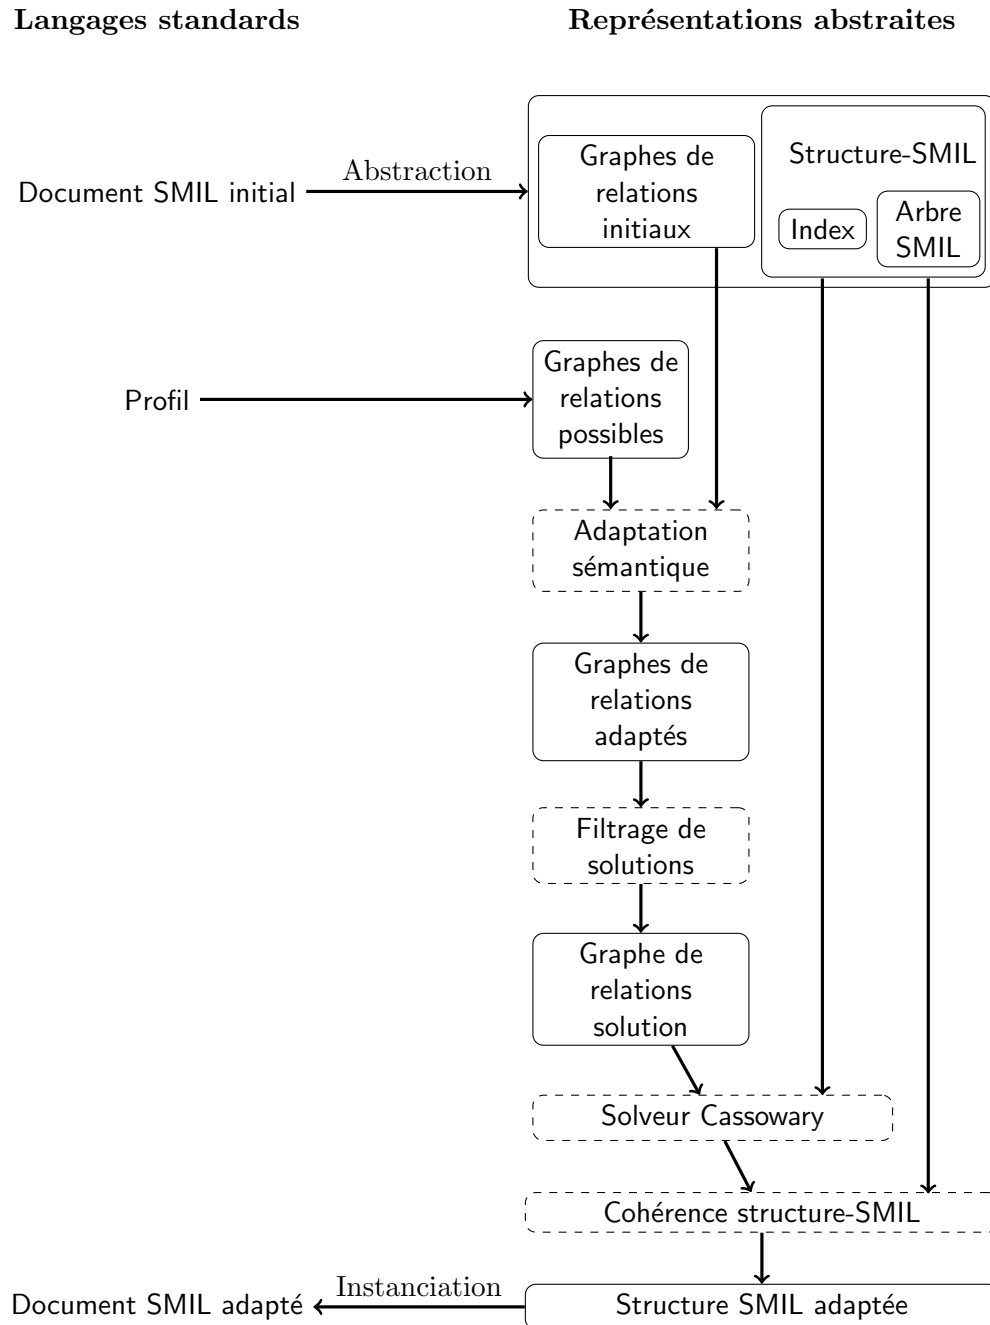 Langages standards
Représentations abstraites
Abstraction
Document SMIL initial
Graphes de
relations
initiaux
Structure-SMIL
Index
Arbre
SMIL
Profil
Graphes de
relations
possibles
Adaptation
sémantique
Graphes de
relations
adaptés
Filtrage de
solutions
Graphe de
relations
solution
Solveur Cassowary
Cohérence structure-SMIL
Instanciation
Document SMIL adapté
Structure SMIL adaptée